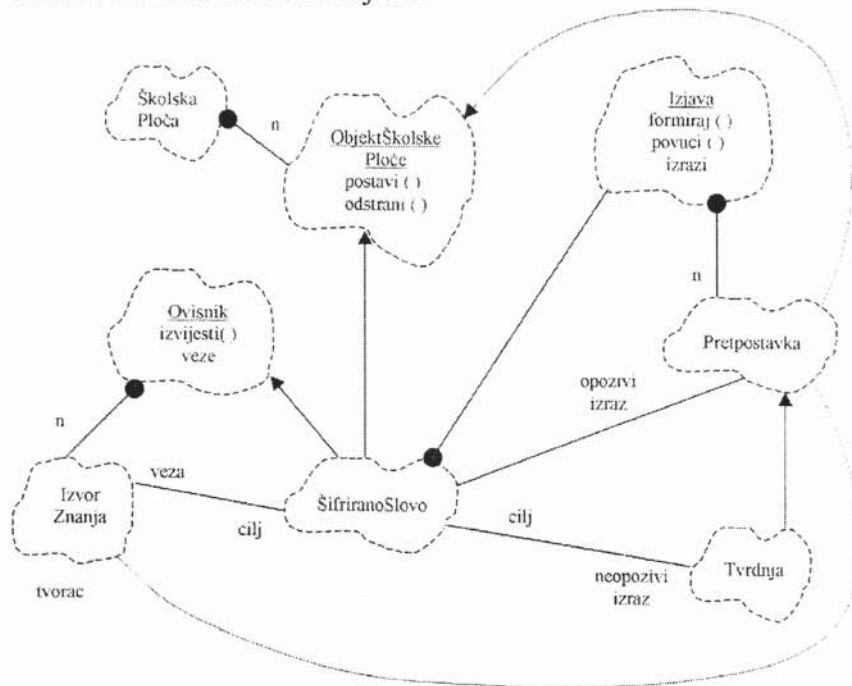 Školska
Ploča
n
ObjektŠkolske
Ploče
postavi ( )
odstrani ( )
Izjava
formiraj ( )
povuci ( )
izrazi
n
Pretpostavka
Ovisnik
izvijesti( )
veze
n
opozivi
izraz
Izvor
Znanja
veza
cilj
ŠifriranoSlovo
cilj
neopozivi
izraz
Tvrdnja
tvorac